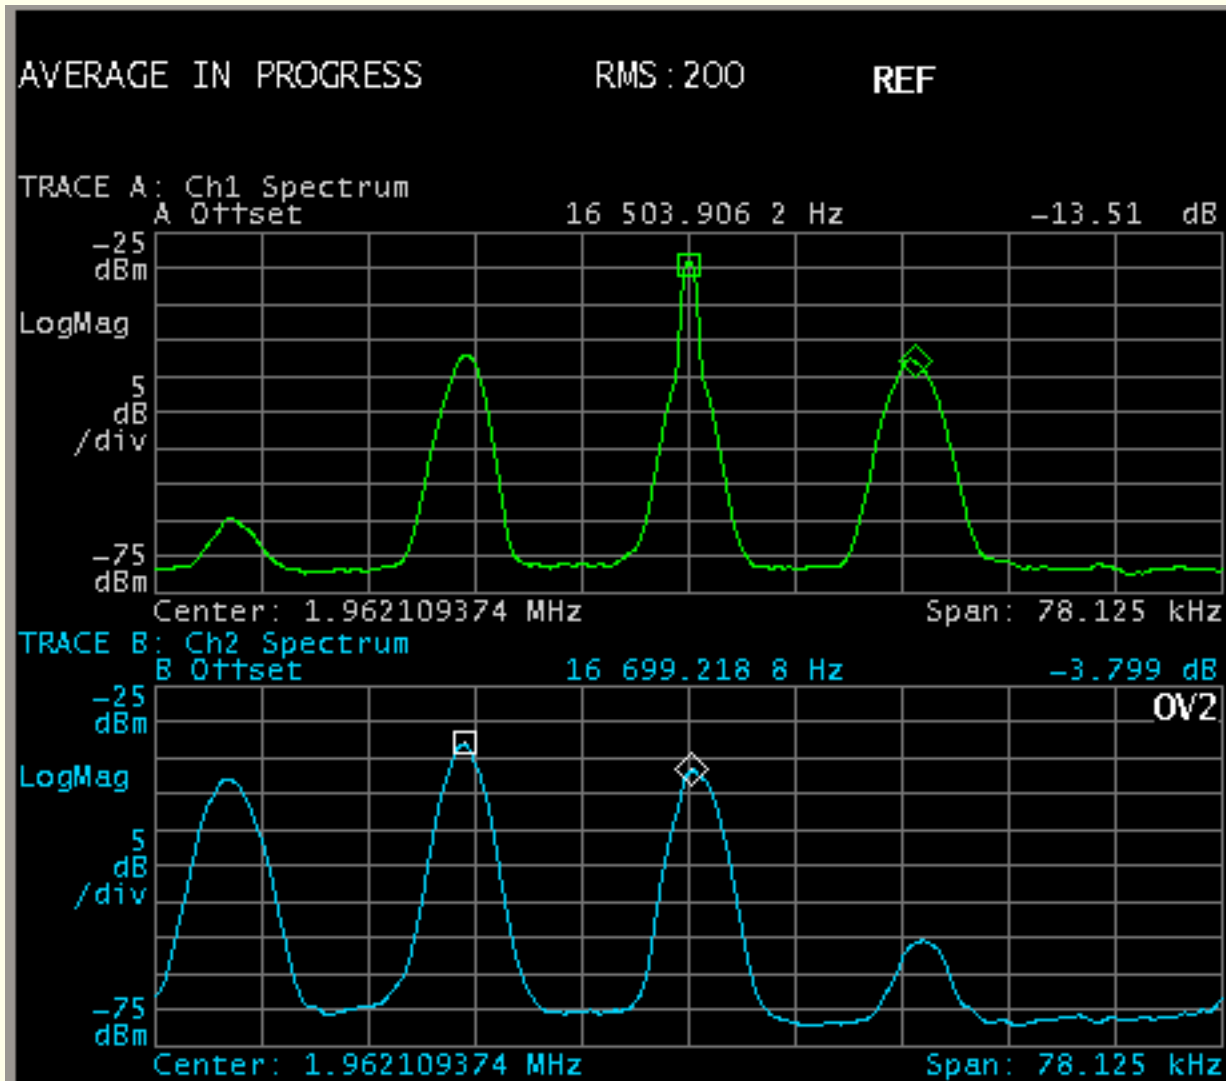 AVERAGE IN PROGRESS RMS:200 REF
TRACE A: Ch1 Spectrum
A Offset 16 503.906 2 Hz -13.51 dB
-25
dBm
LogMag
5
dB
/div
-75
dBm
Center: 1.962109374 MHz Span: 78.125 kHz
TRACE B: Ch2 Spectrum
B Offset 16 699.218 8 Hz -3.799 dB
-25
dBm
OV2
LogMag
5
dB
/div
-75
dBm
Center: 1.962109374 MHz Span: 78.125 kHz